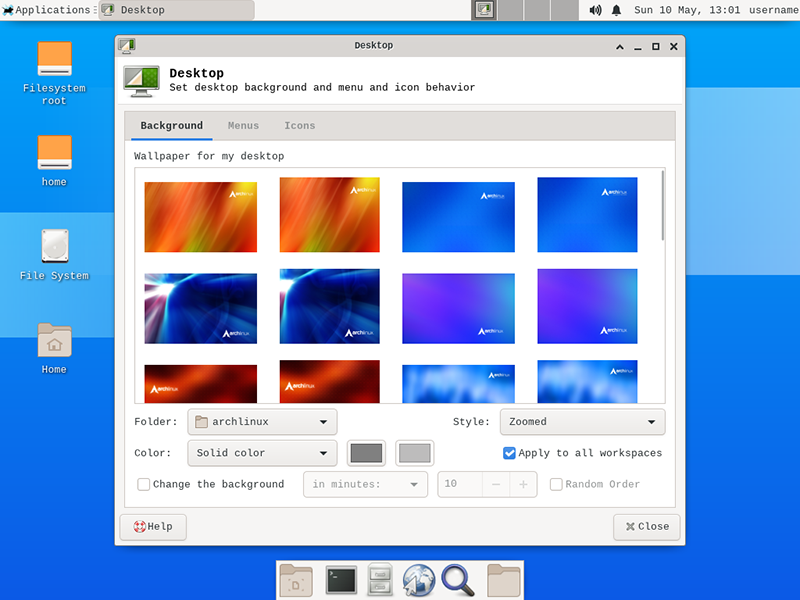 Applications
Desktop
Sun 10 May, 13:01 username
Filesystem
root
home
File System
Home
Desktop
Desktop
Set desktop background and menu and icon behavior
Background Menus Icons
Wallpaper for my desktop
archlinux archlinux archlinux archlinux
archlinux archlinux archlinux archlinux
archlinux archlinux archlinux archlinux
Folder: archlinux Style: Zoomed
Color: Solid color Apply to all workspaces
Change the background in minutes: 10 Random Order
Help Close